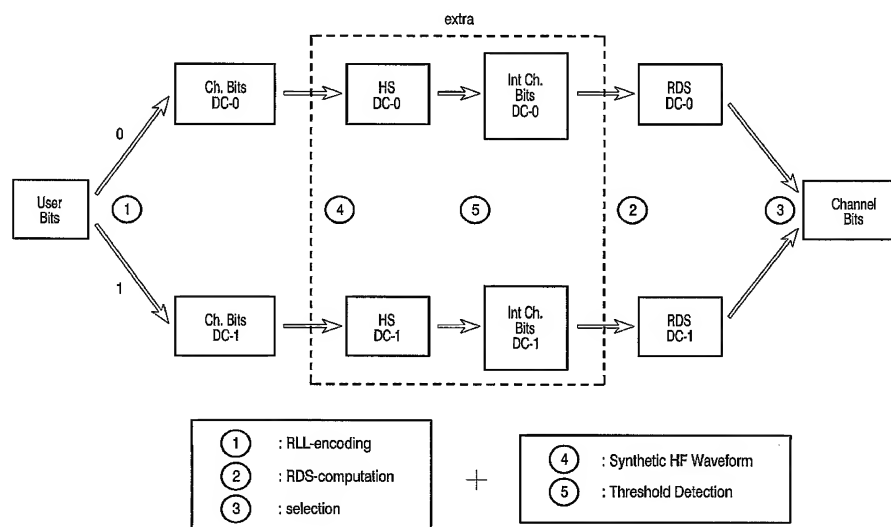 extra
Ch. Bits
DC-0
HS
DC-0
Int Ch.
Bits
DC-0
RDS
DC-0
0
User
Bits
1
4
5
2
3
Channel
Bits
1
Ch. Bits
DC-1
HS
DC-1
Int Ch.
Bits
DC-1
RDS
DC-1
1 : RLL-encoding
2 : RDS-computation
3 : selection
+
4 : Synthetic HF Waveform
5 : Threshold Detection